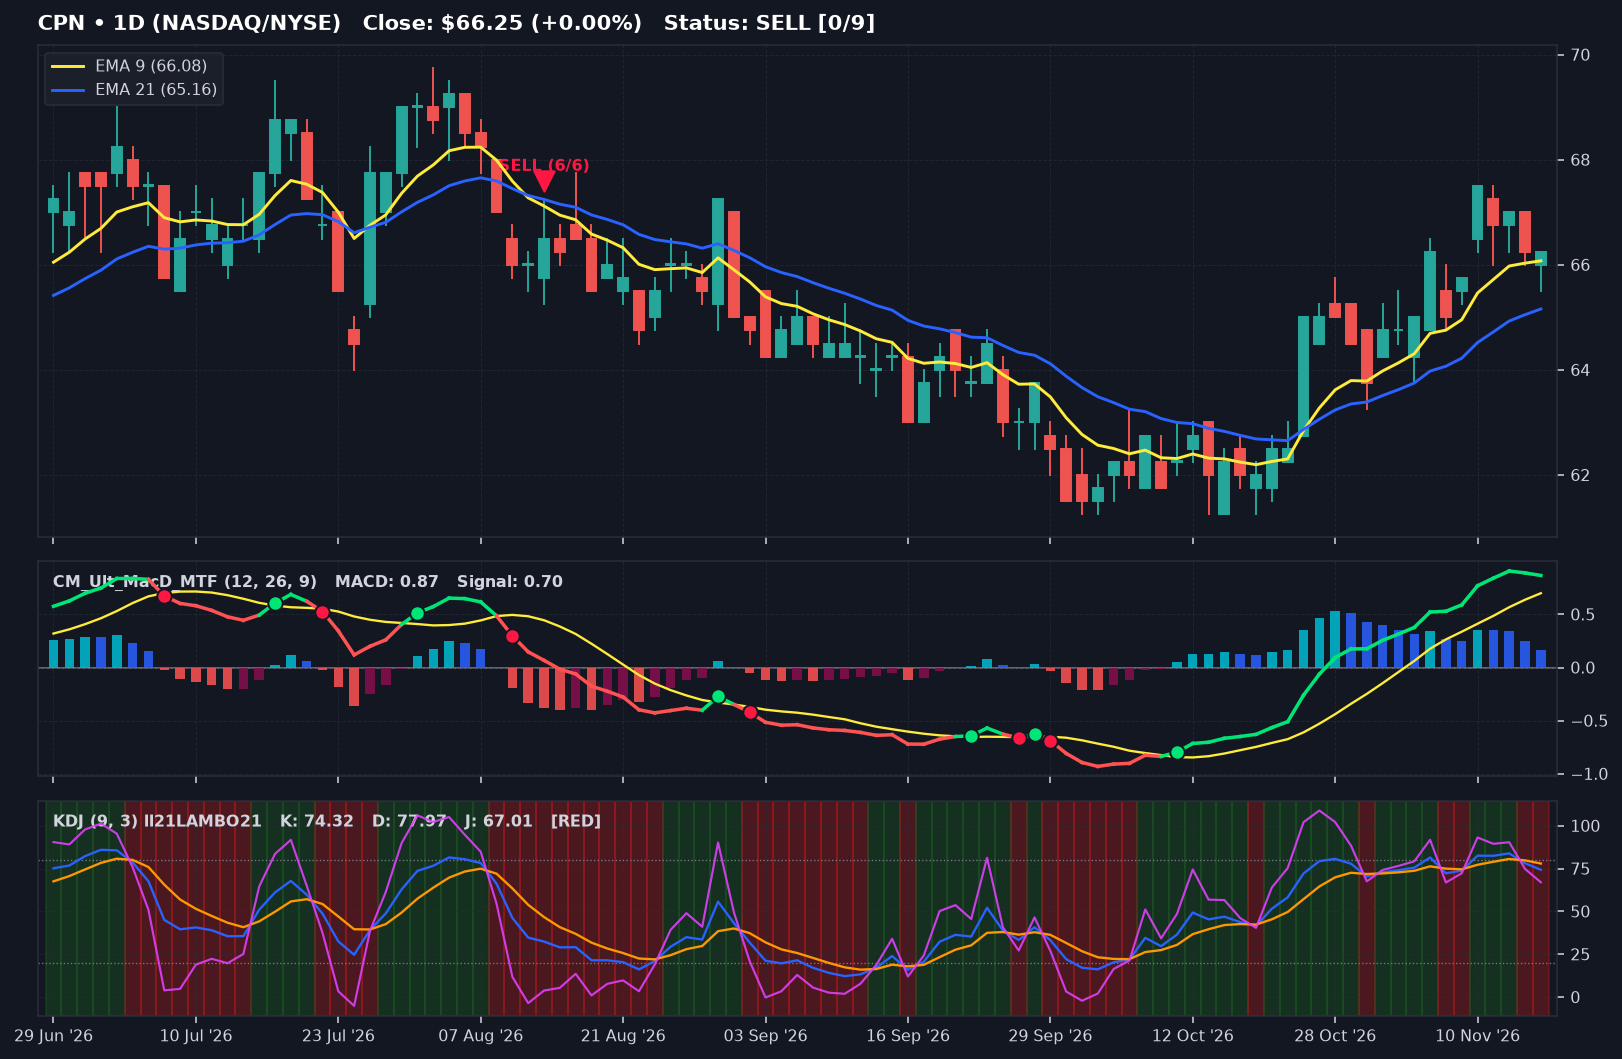 CPN • 1D (NASDAQ/NYSE)   Close: $66.25 (+0.00%)   Status: SELL [0/9]
EMA 9 (66.08)
EMA 21 (65.16)
SELL (6/6)
70
68
66
64
62
CM_Ult_MacD_MTF (12, 26, 9)   MACD: 0.87   Signal: 0.70
0.5
0.0
−0.5
−1.0
KDJ (9, 3) ll21LAMBO21   K: 74.32   D: 77.97   J: 67.01   [RED]
100
75
50
25
0
29 Jun '26   10 Jul '26   23 Jul '26   07 Aug '26   21 Aug '26   03 Sep '26   16 Sep '26   29 Sep '26   12 Oct '26   28 Oct '26   10 Nov '26